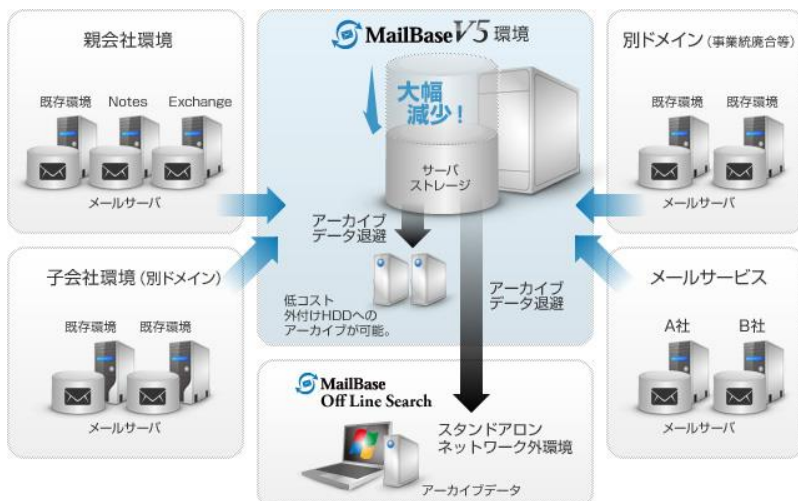 親会社環境
既存環境 Notes Exchange
メールサーバ
子会社環境（別ドメイン）
既存環境 既存環境
メールサーバ
MailBase V5 環境
大幅
減少！
サーバ
ストレージ
アーカイブ
データ退避
低コスト
外付けHDDへの
アーカイブが可能。
アーカイブ
データ退避
MailBase
Off Line Search
スタンドアロン
ネットワーク外環境
アーカイブデータ
別ドメイン（事業統廃合等）
既存環境 既存環境
メールサーバ
メールサービス
A社 B社
メールサーバ